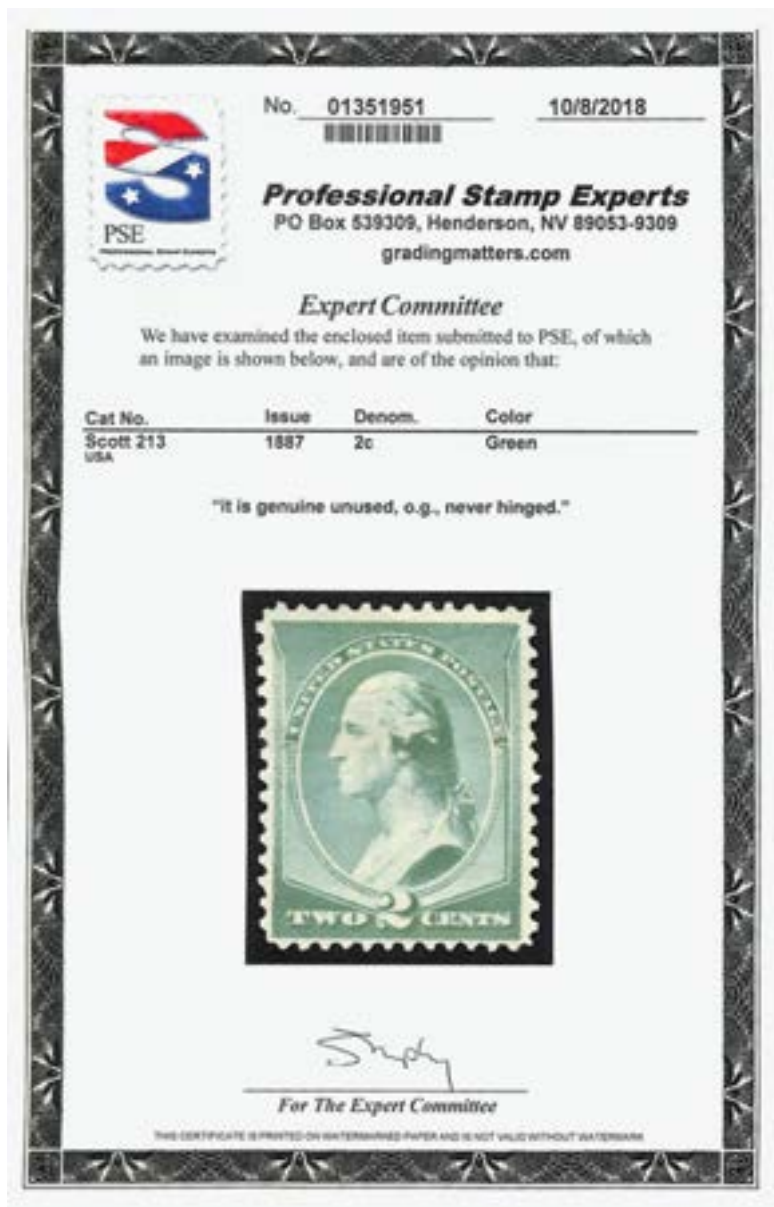 No. 01351951 10/8/2018
PSE
Professional Stamp Experts
PO Box 539309, Henderson, NV 89053-9309
gradingmatters.com
Expert Committee
We have examined the enclosed item submitted to PSE, of which
an image is shown below, and are of the opinion that:
Cat No. Issue Denom. Color
Scott 213 1887 2c Green
USA
"it is genuine unused, o.g., never hinged."
UNITED STATES POSTAGE
TWO 2 CENTS
For The Expert Committee
THIS CERTIFICATE IS PRINTED ON WATERMARKED PAPER AND IS NOT VALID WITHOUT WATERMARK